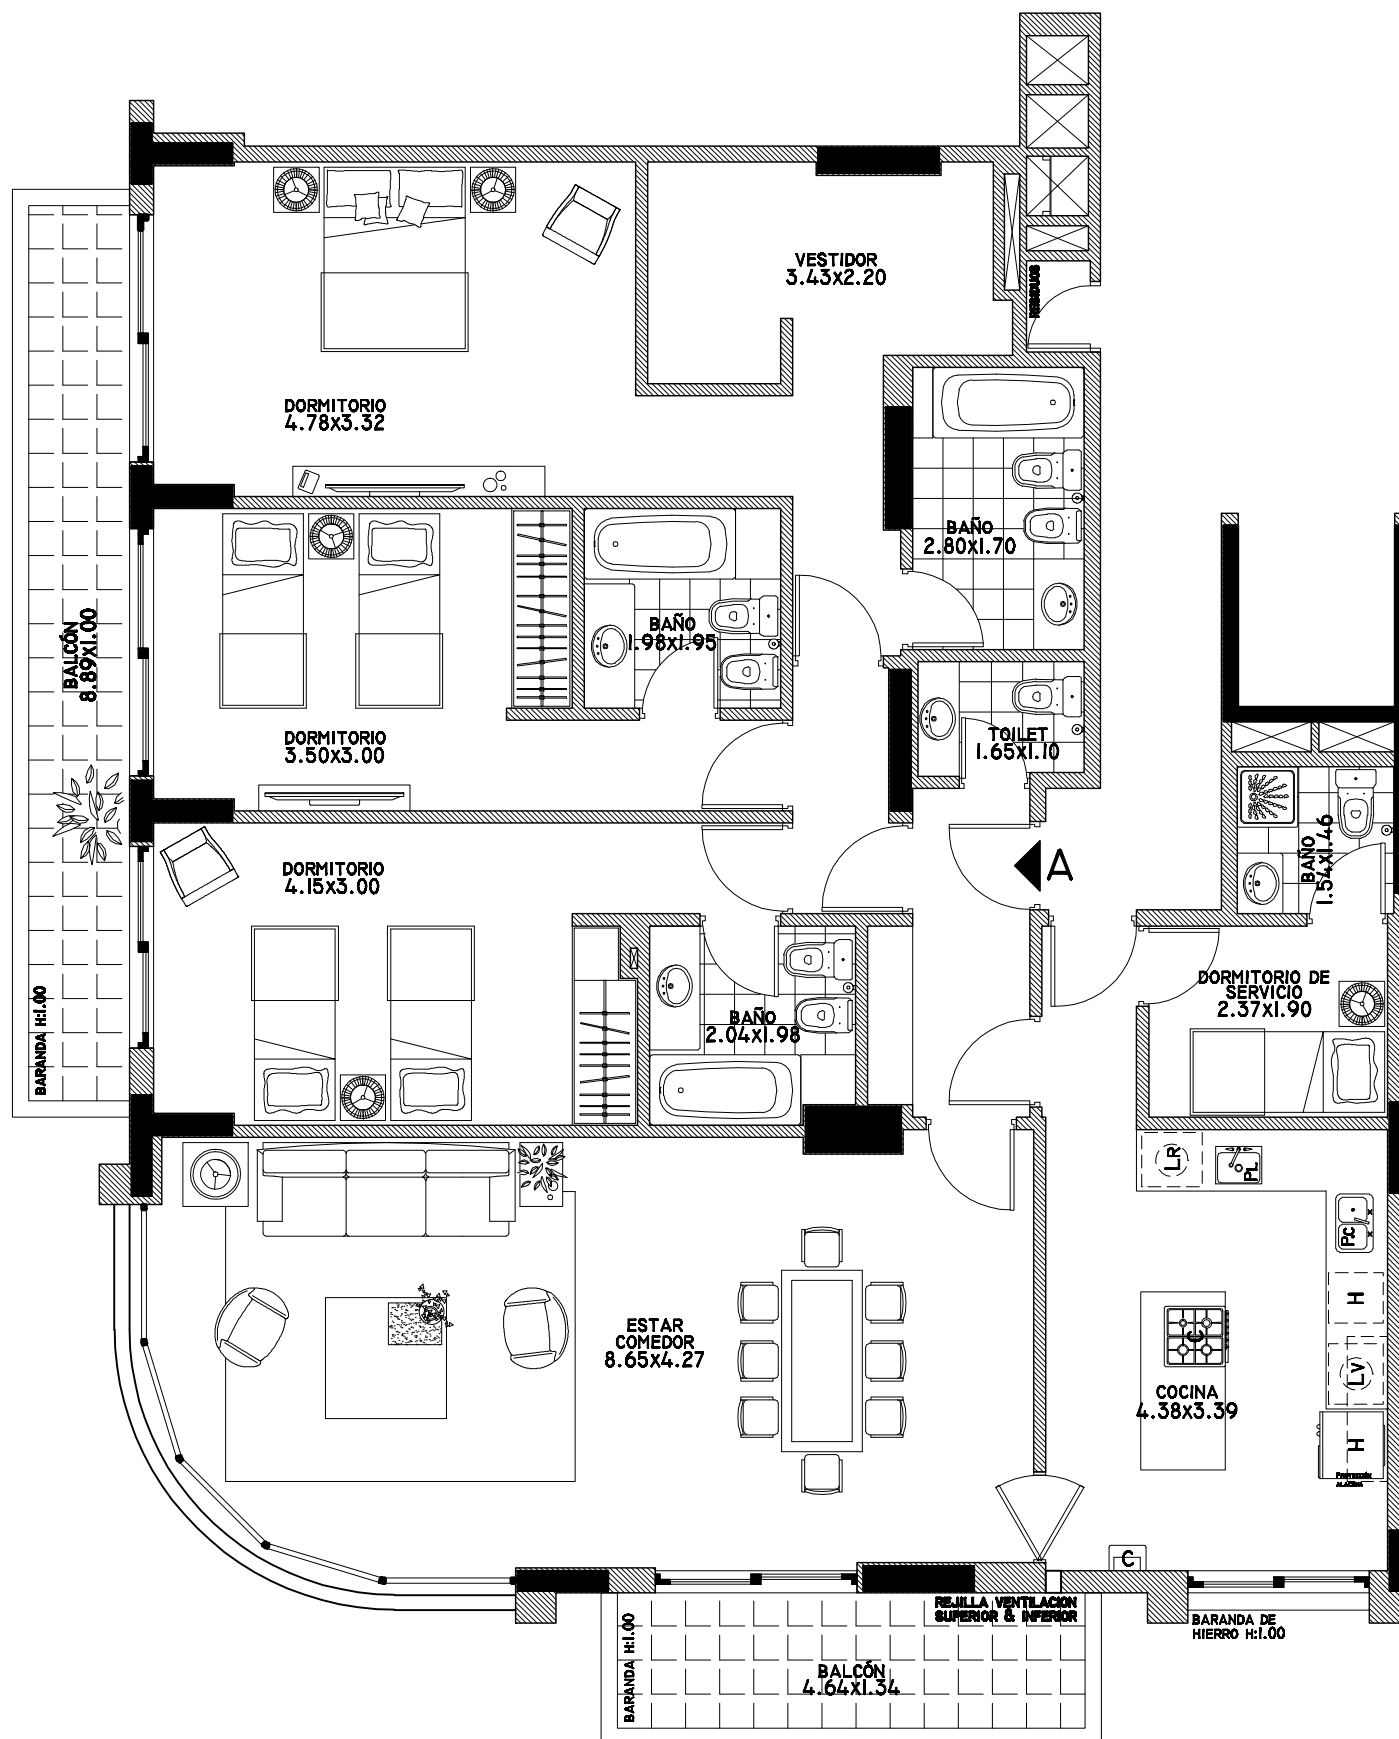 VESTIDOR
3.43x2.20
RESIDUOS
DORMITORIO
4.78x3.32
BAÑO
2.80x1.70
BALCÓN
8.89x1.00
BAÑO
1.98x1.95
DORMITORIO
3.50x3.00
TOILET
1.65x1.10
A
BAÑO
1.54x1.46
DORMITORIO
4.15x3.00
DORMITORIO DE
SERVICIO
2.37x1.90
BARANDA H:1.00
BAÑO
2.04x1.98
LR
PL
P.C
H
ESTAR
COMEDOR
8.65x4.27
C
LV
COCINA
4.38x3.39
H
C
REJILLA VENTILACION
SUPERIOR & INFERIOR
BARANDA H:1.00
BARANDA DE
HIERRO H:1.00
BALCÓN
4.64x1.34